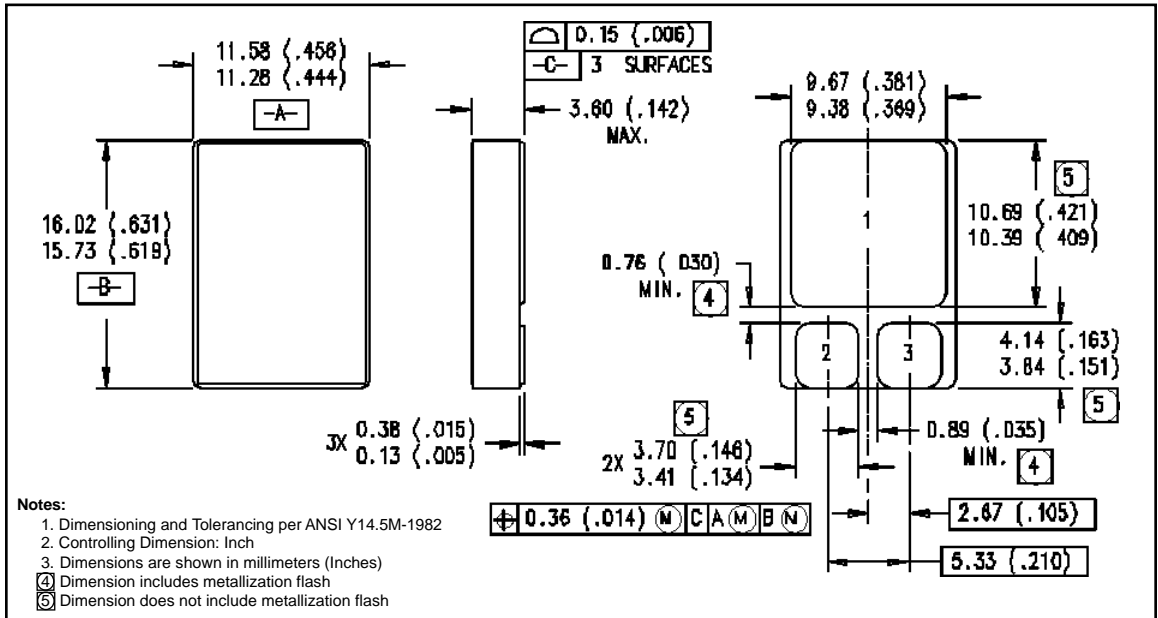 0.15 (.006)
-C- 3 SURFACES
11.58 (.456)
11.28 (.444)
-A-
3.60 (.142)
MAX.
9.67 (.381)
9.38 (.369)
16.02 (.631)
15.73 (.619)
-B-
1
5
10.69 (.421)
10.39 ( 409)
0.76 ( 030)
MIN. 4
2
3
4.14 (.163)
3.84 (.151)
5
3X 0.38 (.015)
0.13 (.005)
5
2X 3.70 (.146)
3.41 (.134)
0.89 (.035)
MIN. 4
⌖ 0.36 (.014) Ⓜ C A Ⓜ B Ⓜ
2.67 (.105)
5.33 (.210)
Notes:
1. Dimensioning and Tolerancing per ANSI Y14.5M-1982
2. Controlling Dimension: Inch
3. Dimensions are shown in millimeters (Inches)
4 Dimension includes metallization flash
5 Dimension does not include metallization flash